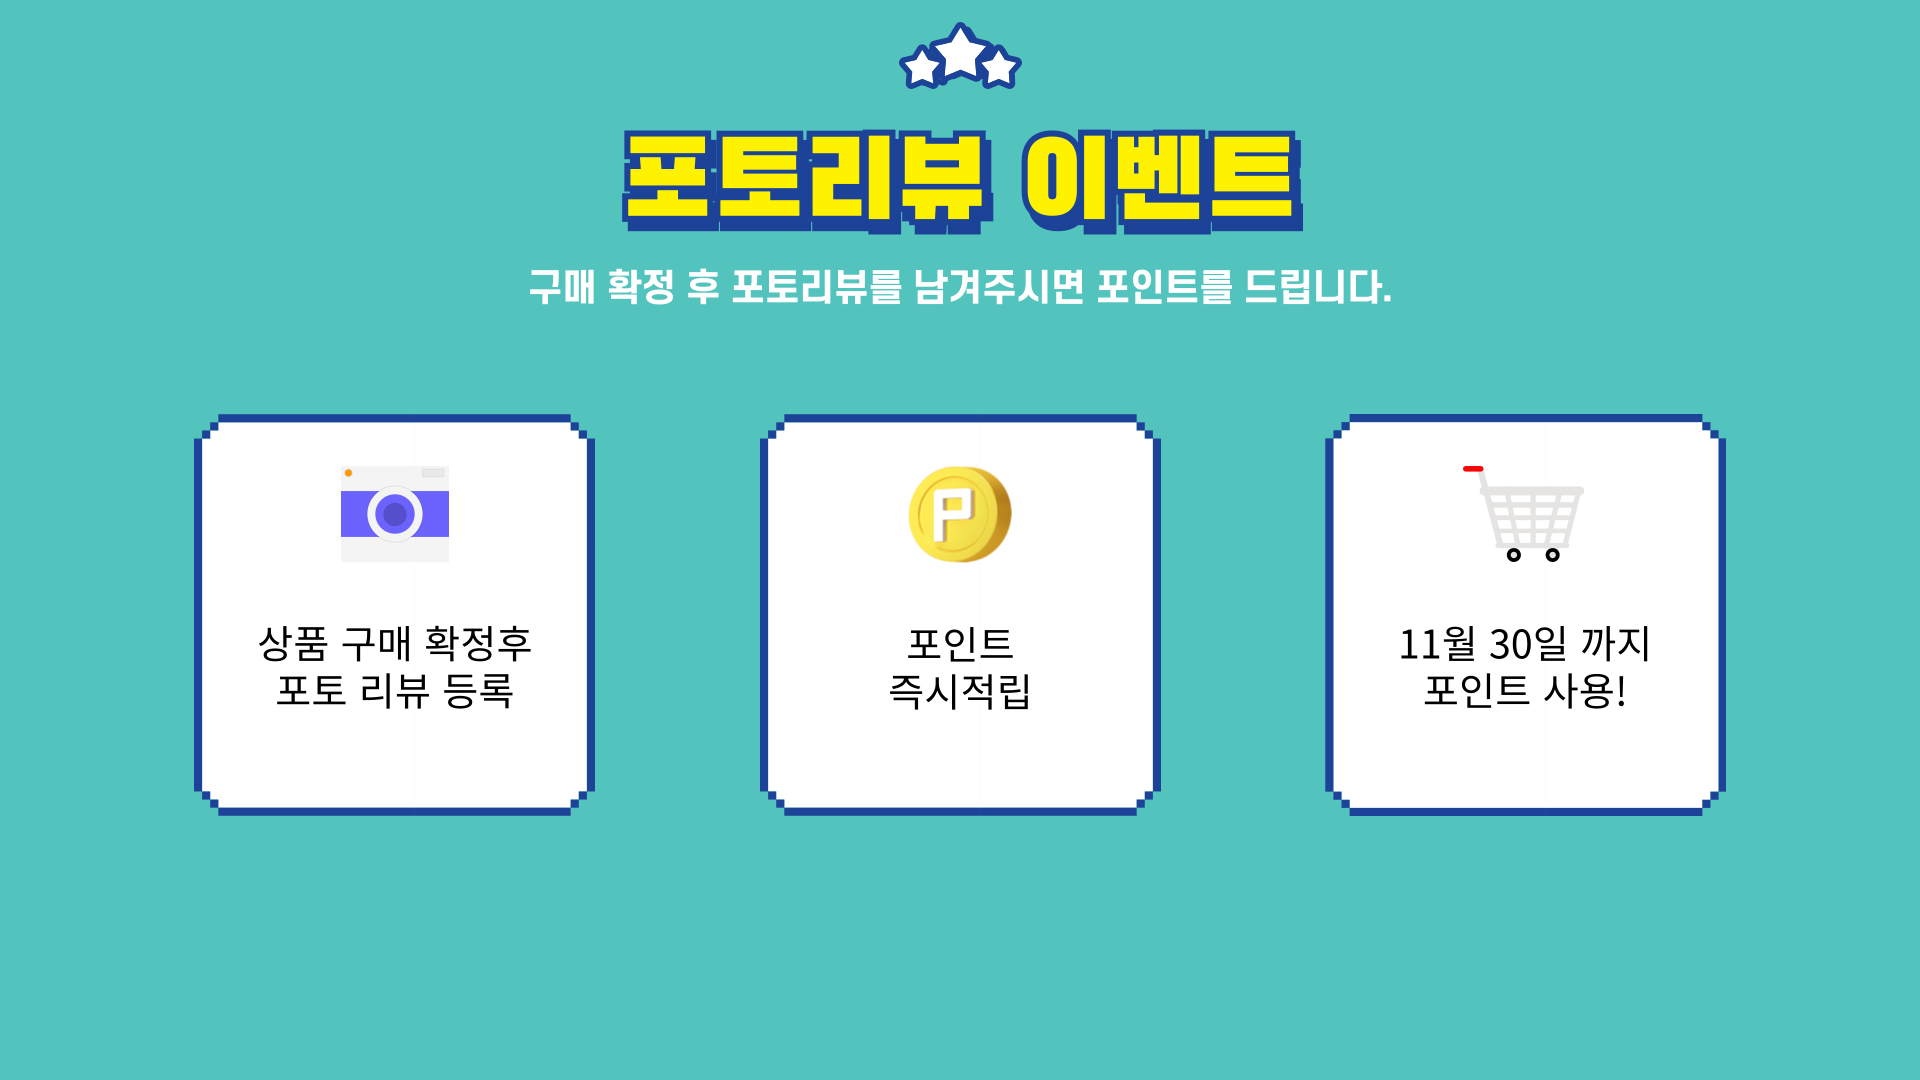 포토리뷰 이벤트
구매 확정 후 포토리뷰를 남겨주시면 포인트를 드립니다.
상품 구매 확정후
포토 리뷰 등록
P
포인트
즉시적립
11월 30일 까지
포인트 사용!